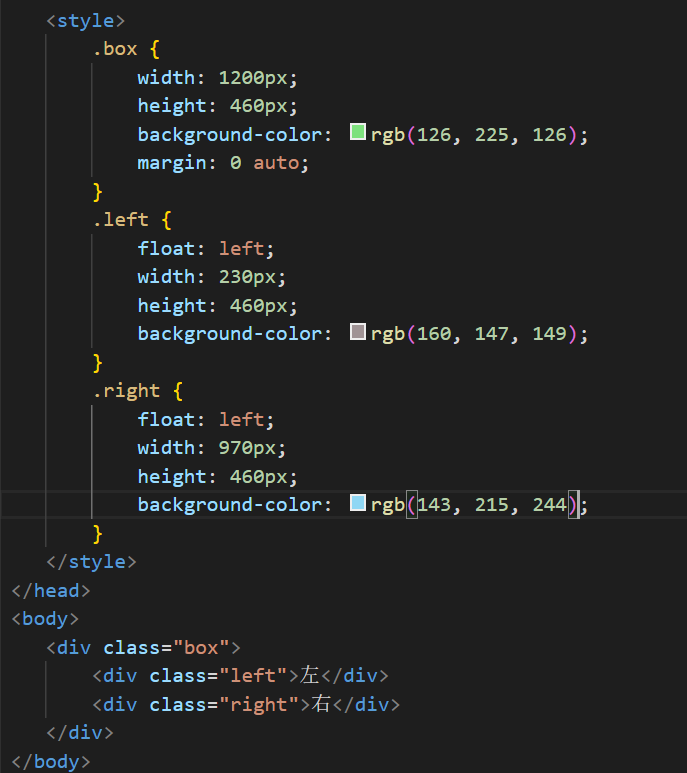 <style>
.box {
width: 1200px;
height: 460px;
background-color: rgb(126, 225, 126);
margin: 0 auto;
}
.left {
float: left;
width: 230px;
height: 460px;
background-color: rgb(160, 147, 149);
}
.right {
float: left;
width: 970px;
height: 460px;
background-color: rgb(143, 215, 244);
}
</style>
</head>
<body>
<div class="box">
<div class="left">左</div>
<div class="right">右</div>
</div>
</body>